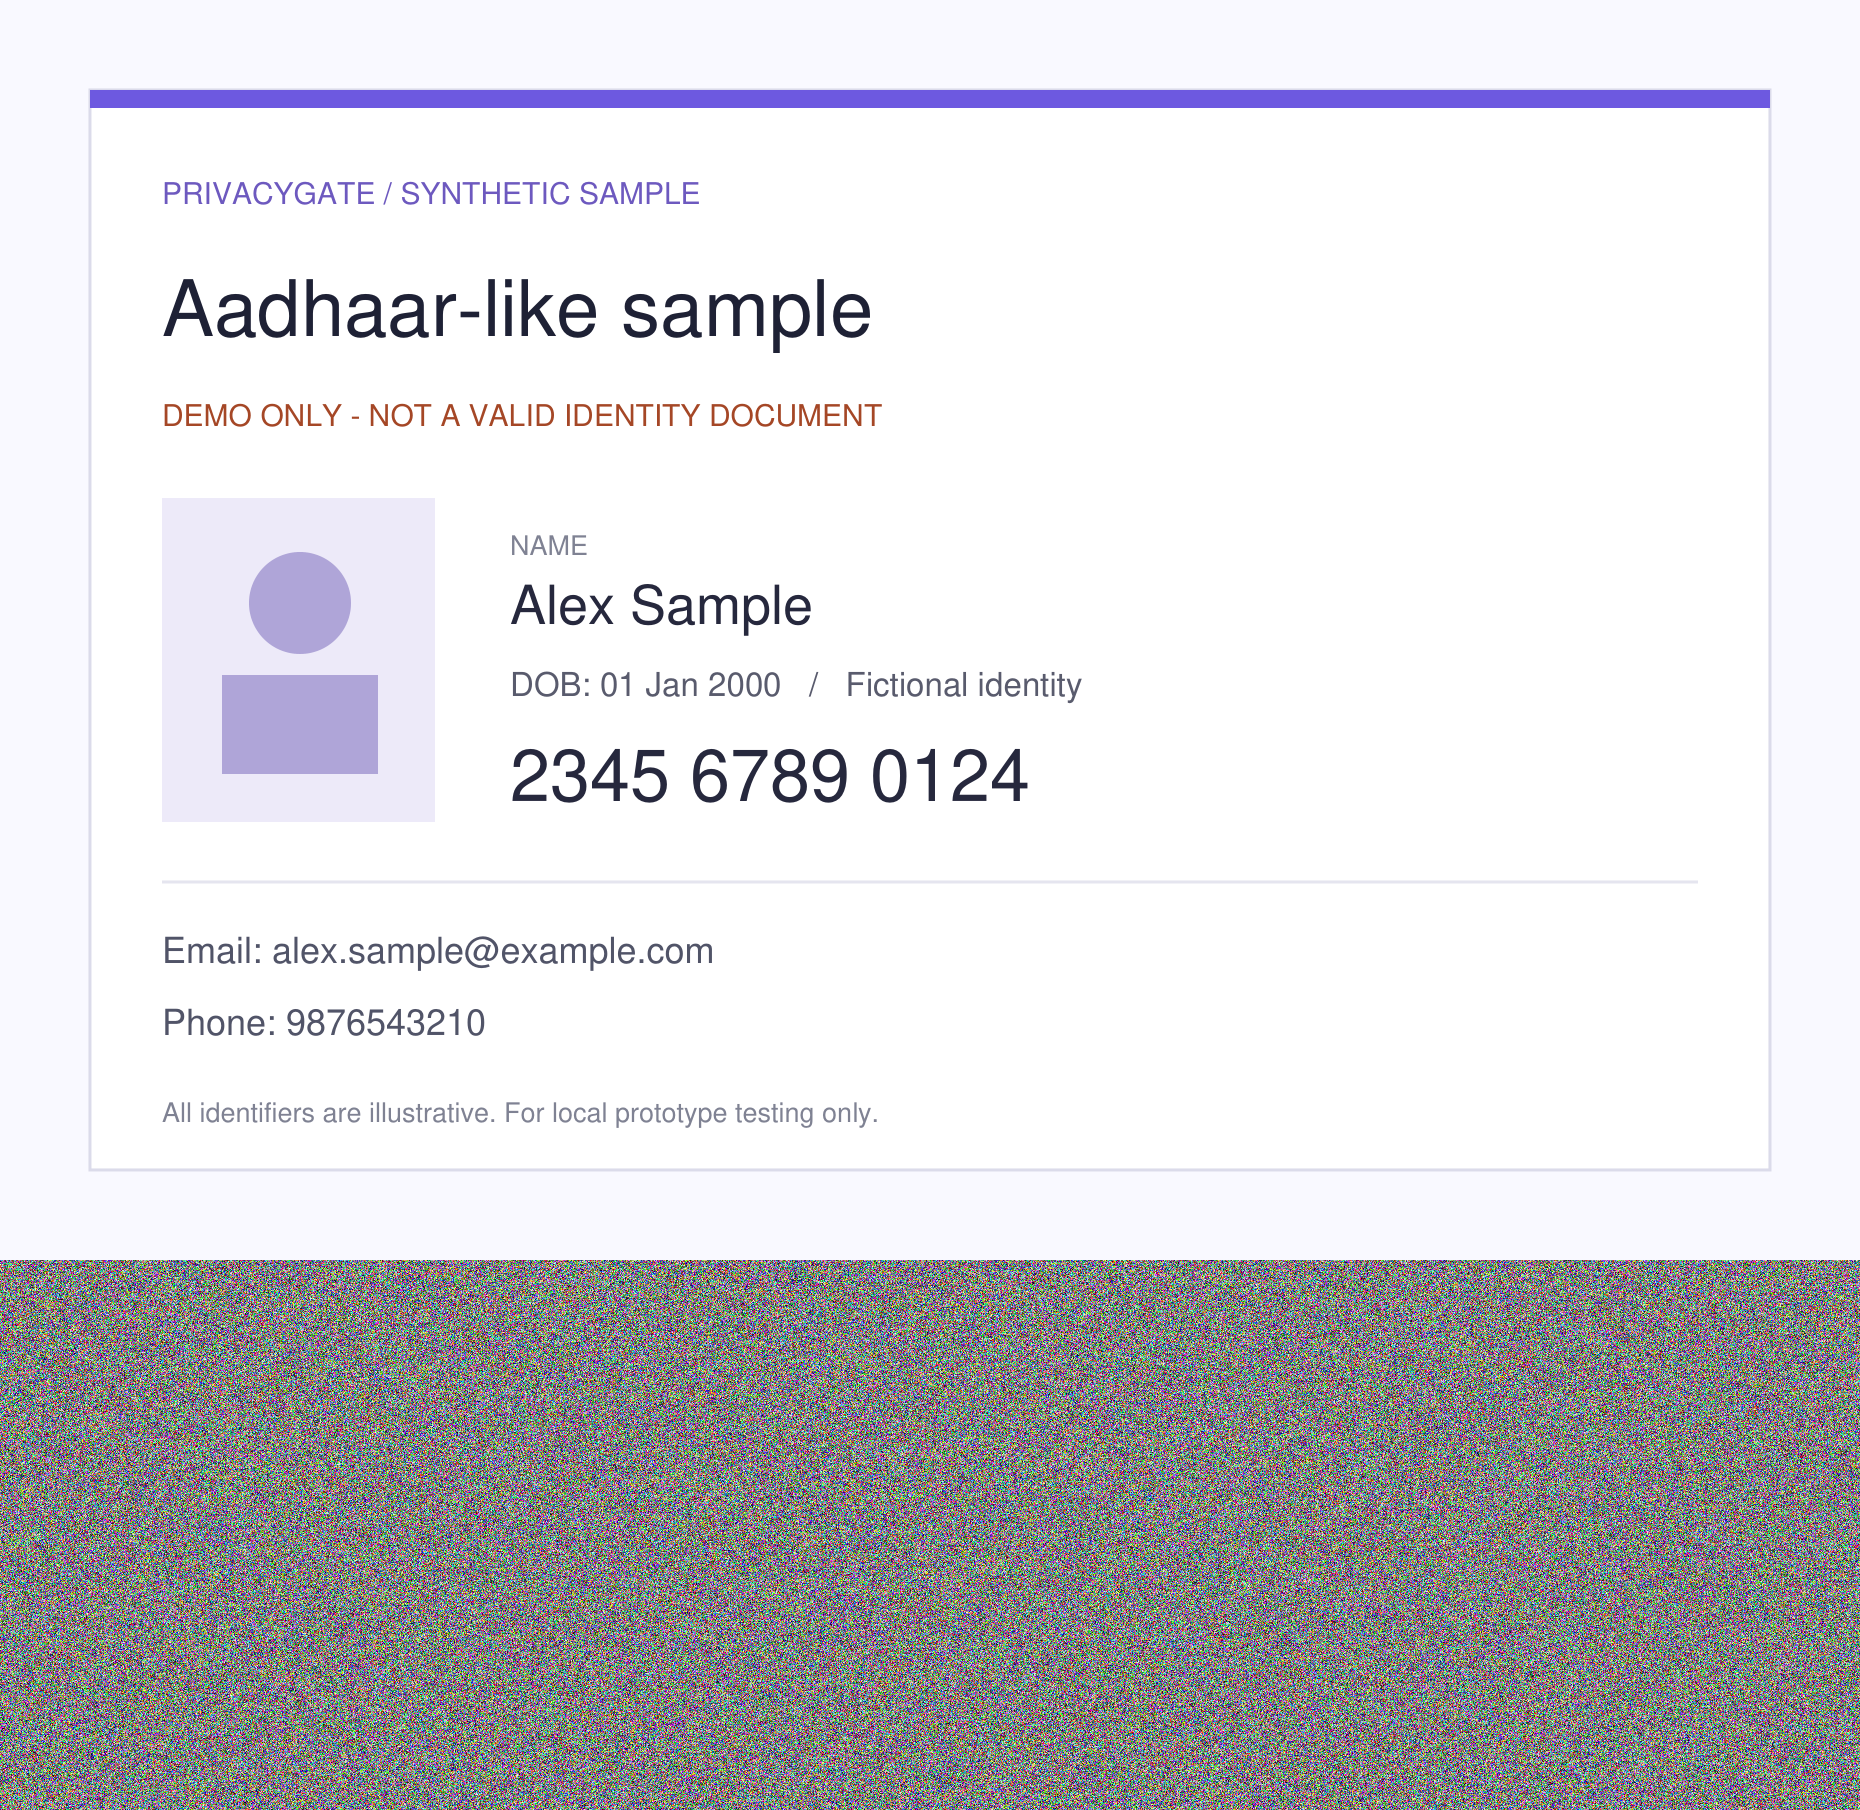 PRIVACYGATE / SYNTHETIC SAMPLE
Aadhaar-like sample
DEMO ONLY - NOT A VALID IDENTITY DOCUMENT
NAME
Alex Sample
DOB: 01 Jan 2000 / Fictional identity
2345 6789 0124
Email: alex.sample@example.com
Phone: 9876543210
All identifiers are illustrative. For local prototype testing only.